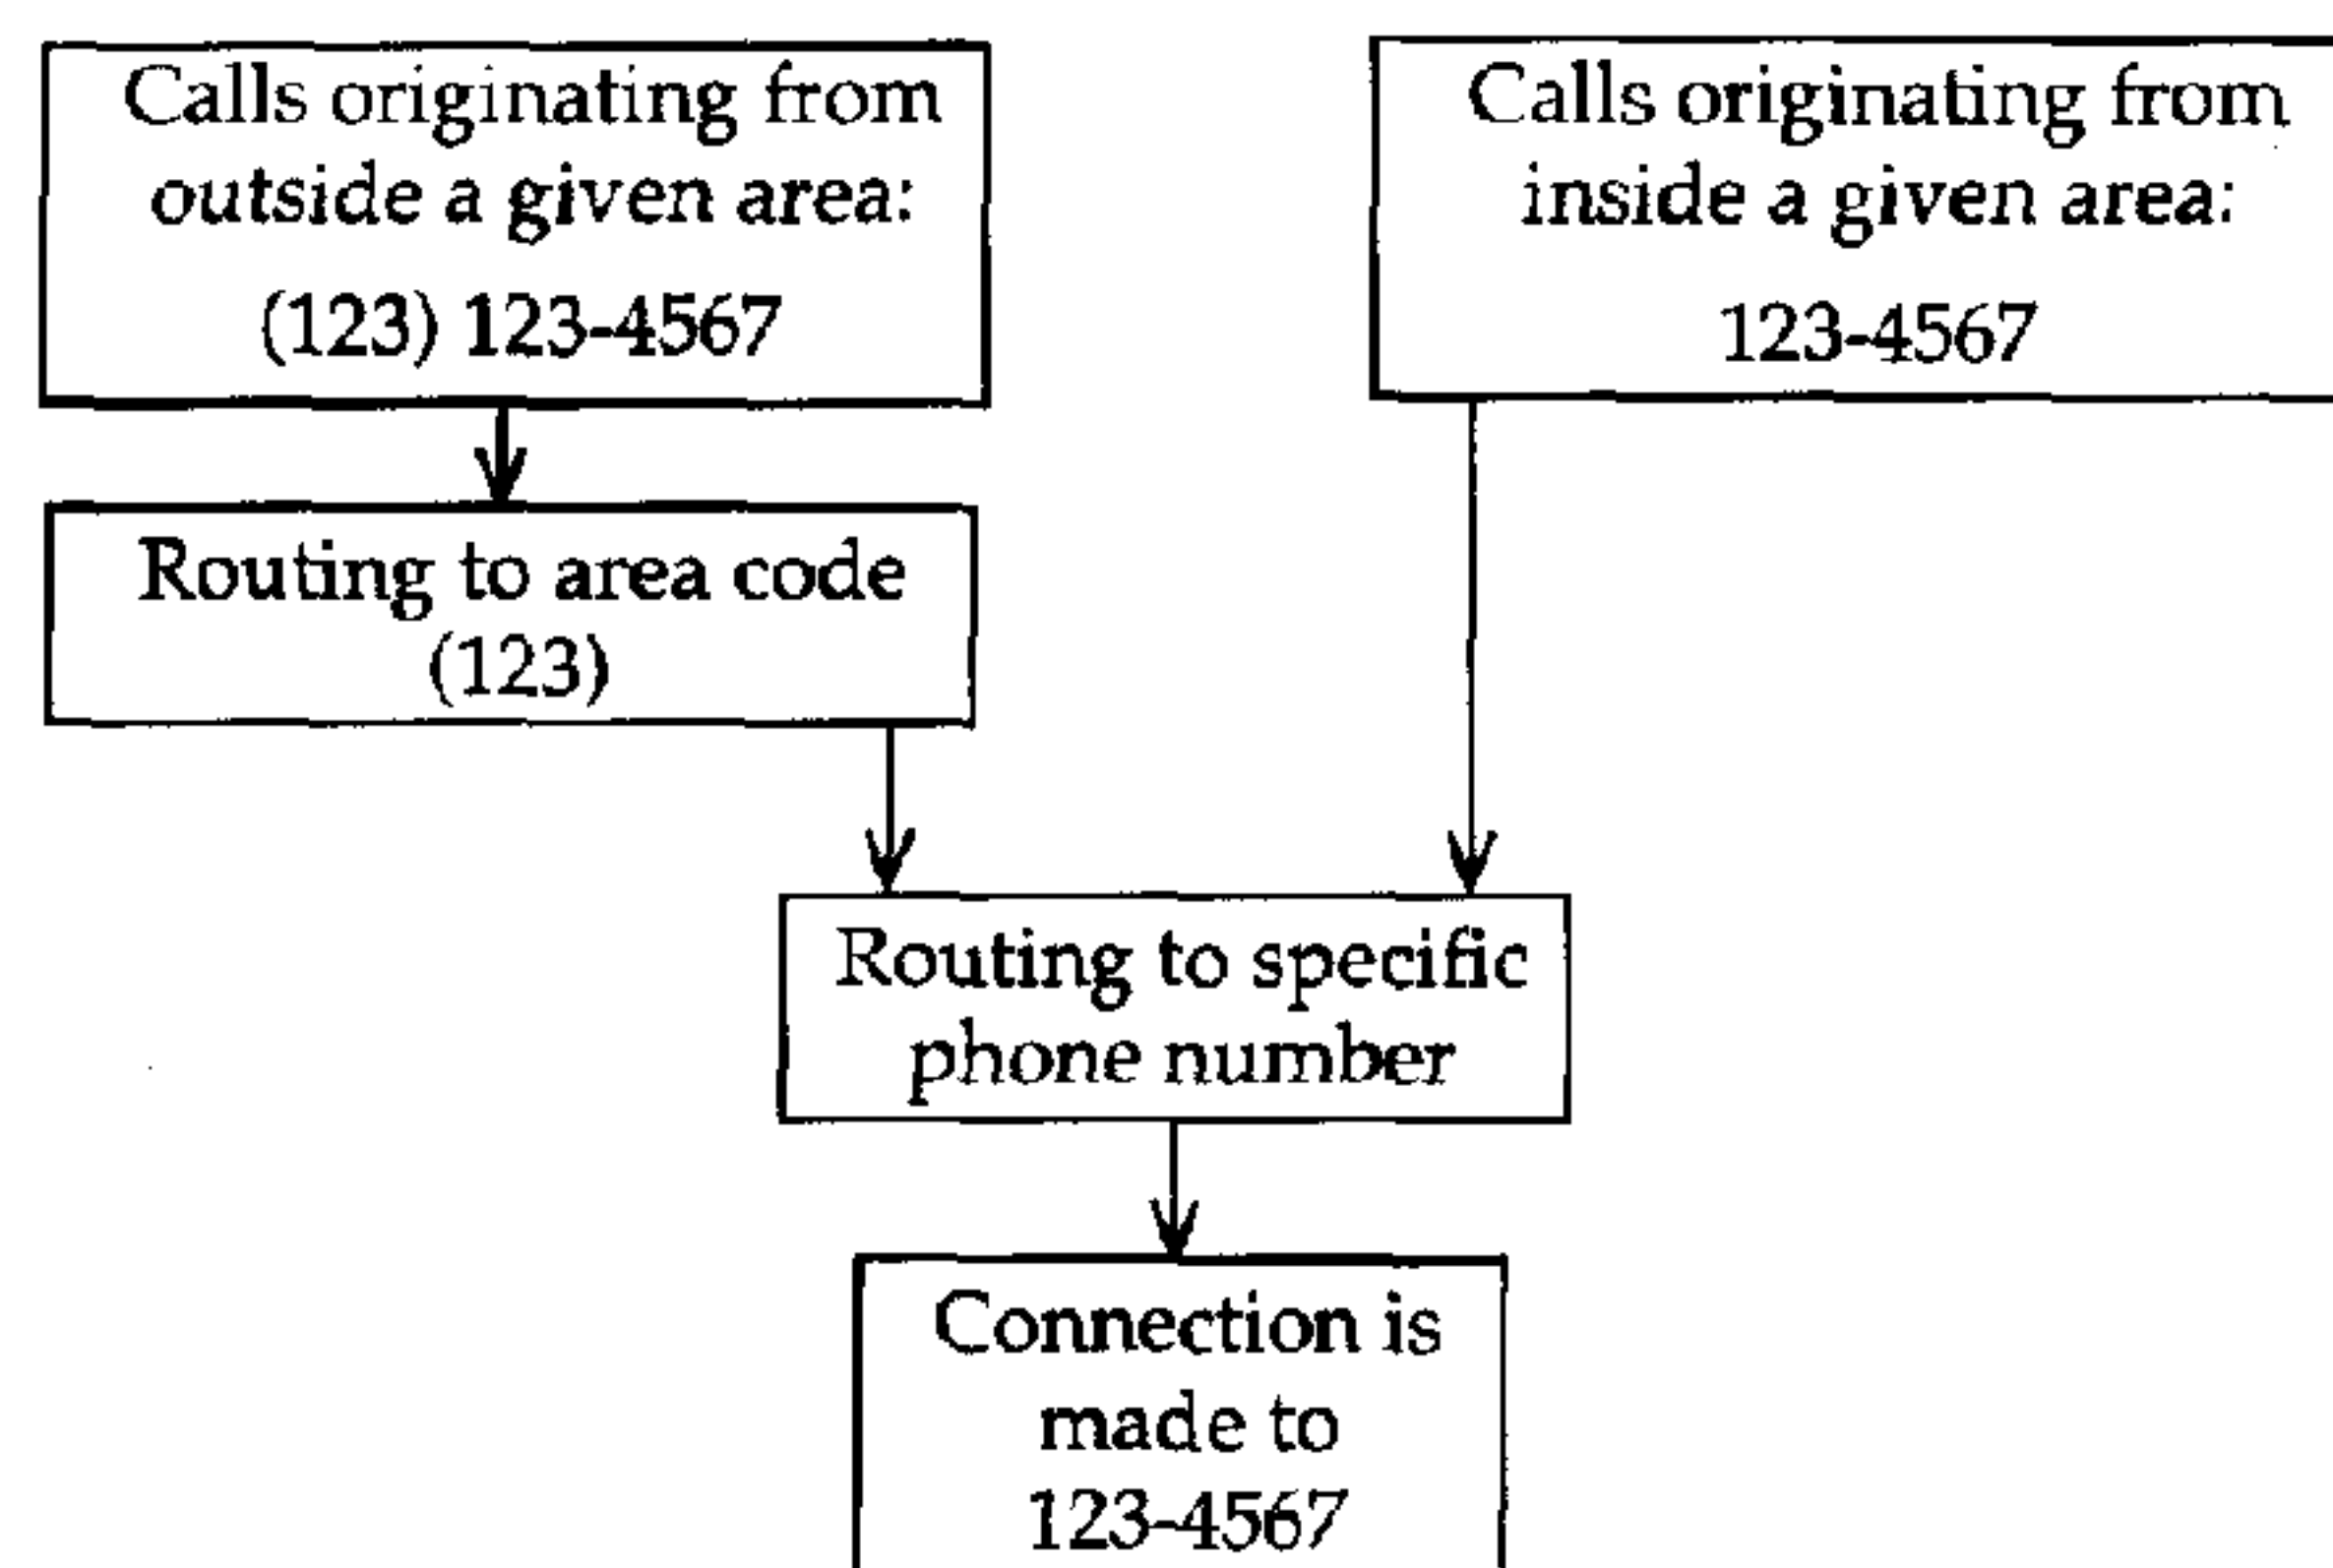 Calls originating from
outside a given area:
(123) 123-4567
Calls originating from
inside a given area:
123-4567
Routing to area code
(123)
Routing to specific
phone number
Connection is
made to
123-4567